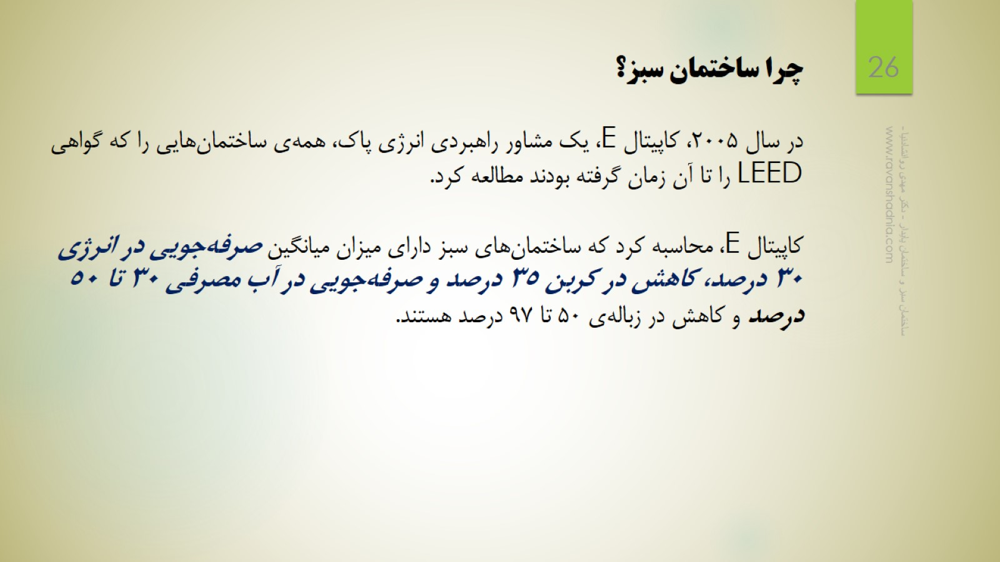 26
چرا ساختمان سبز؟
در سال ۲۰۰۵، کاپیتال E، یک مشاور راهبردی انرژی پاک، همه‌ی ساختمان‌هایی را که گواهی
LEED را تا آن زمان گرفته بودند مطالعه کرد.
کاپیتال E، محاسبه کرد که ساختمان‌های سبز دارای میزان میانگین صرفه‌جویی در انرژی
۳۰ درصد، کاهش در کربن ۳۵ درصد و صرفه‌جویی در آب مصرفی ۳۰ تا ۵۰
درصد و کاهش در زباله‌ی ۵۰ تا ۹۷ درصد هستند.
ساختمان سبز و ساختمان پایدار - دکتر مهدی روانشادنیا -
www.ravanshadnia.com